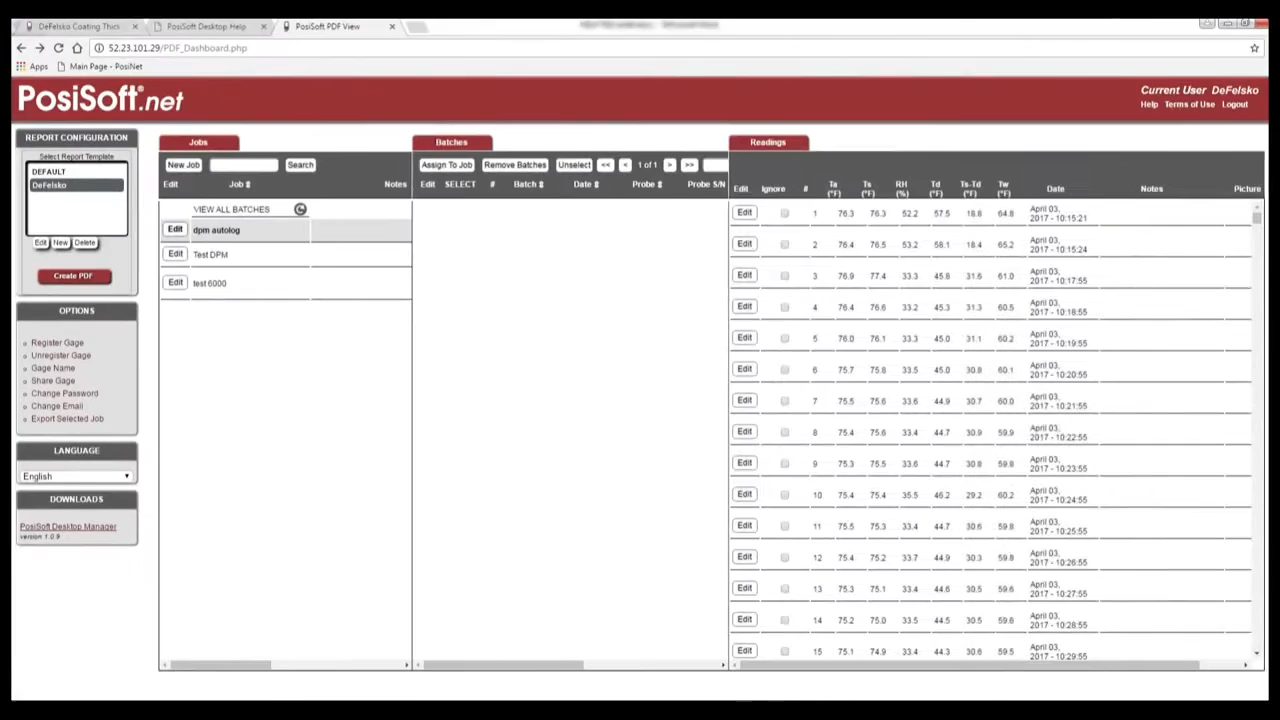 DeFelsko Coating Thick
PosiSoft Desktop Help
PosiSoft PDF View
52.23.101.29/PDF_Dashboard.php
Apps
Main Page - PosiNet
PosiSoft®.net
Current User DeFelsko
Help Terms of Use Logout
REPORT CONFIGURATION
Select Report Template
DEFAULT
DeFelsko
Edit New Delete
Create PDF
OPTIONS
Register Gage
Unregister Gage
Gage Name
Share Gage
Change Password
Change Email
Export Selected Job
LANGUAGE
English
DOWNLOADS
PosiSoft Desktop Manager
version 1.0.9
Jobs
New Job Search
Edit Job Notes
VIEW ALL BATCHES
Edit dpm autolog
Edit Test DPM
Edit test 6000
Batches
Assign To Job Remove Batches Unselect << < 1 of 1 > >>
Edit SELECT # Batch Date Probe Probe S/N
Readings
Edit Ignore # Ta (°F) Ts (°F) RH (%) Td (°F) Ts-Td (°F) Tw (°F) Date Notes Picture
Edit 1 76.3 76.3 52.2 57.5 18.8 64.8 April 03, 2017 - 10:15:21
Edit 2 76.4 76.5 53.2 58.1 18.4 65.2 April 03, 2017 - 10:15:24
Edit 3 76.9 77.4 33.3 45.8 31.6 61.0 April 03, 2017 - 10:17:55
Edit 4 76.4 76.6 33.2 45.3 31.3 60.5 April 03, 2017 - 10:18:55
Edit 5 76.0 76.1 33.3 45.0 31.1 60.2 April 03, 2017 - 10:19:55
Edit 6 75.7 75.8 33.5 45.0 30.8 60.1 April 03, 2017 - 10:20:55
Edit 7 75.5 75.6 33.6 44.9 30.7 60.0 April 03, 2017 - 10:21:55
Edit 8 75.4 75.6 33.4 44.7 30.9 59.9 April 03, 2017 - 10:22:55
Edit 9 75.3 75.5 33.6 44.7 30.8 59.8 April 03, 2017 - 10:23:55
Edit 10 75.4 75.4 35.5 46.2 29.2 60.2 April 03, 2017 - 10:24:55
Edit 11 75.5 75.3 33.4 44.7 30.6 59.8 April 03, 2017 - 10:25:55
Edit 12 75.4 75.2 33.7 44.9 30.3 59.8 April 03, 2017 - 10:26:55
Edit 13 75.3 75.1 33.4 44.6 30.5 59.6 April 03, 2017 - 10:27:55
Edit 14 75.2 75.0 33.5 44.5 30.5 59.6 April 03, 2017 - 10:28:55
Edit 15 75.1 74.9 33.4 44.3 30.6 59.5 April 03, 2017 - 10:29:55